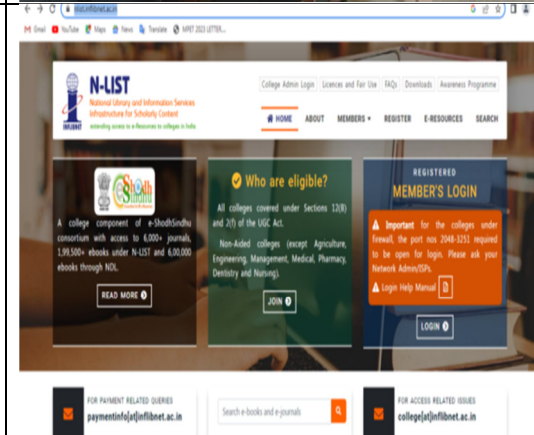 nlist.inflibnet.ac.in
Gmail YouTube Maps News Translate MPET 2023 LETTER...
N-LIST
National Library and Information Services
Infrastructure for Scholarly Content
extending access to e-Resources to colleges in India
INFLIBNET
College Admin Login Licences and Fair Use FAQs Downloads Awareness Programme
HOME ABOUT MEMBERS REGISTER E-RESOURCES SEARCH
e-Shodh
Sindhu
A college component of e-ShodhSindhu
consortium with access to 6,000+ journals,
1,99,500+ ebooks under N-LIST and 6,00,000
ebooks through NDL.
READ MORE
Who are eligible?
All colleges covered under Sections 12(B)
and 2(f) of the UGC Act.
Non-Aided colleges (except Agriculture,
Engineering, Management, Medical, Pharmacy,
Dentistry and Nursing).
JOIN
REGISTERED
MEMBER'S LOGIN
Important for the colleges under
firewall, the port nos 2048-3251 required
to be open for login. Please ask your
Network Admin/ISPs.
Login Help Manual
LOGIN
FOR PAYMENT RELATED QUERIES
paymentinfo[at]inflibnet.ac.in
Search e-books and e-journals
FOR ACCESS RELATED ISSUES
college[at]inflibnet.ac.in